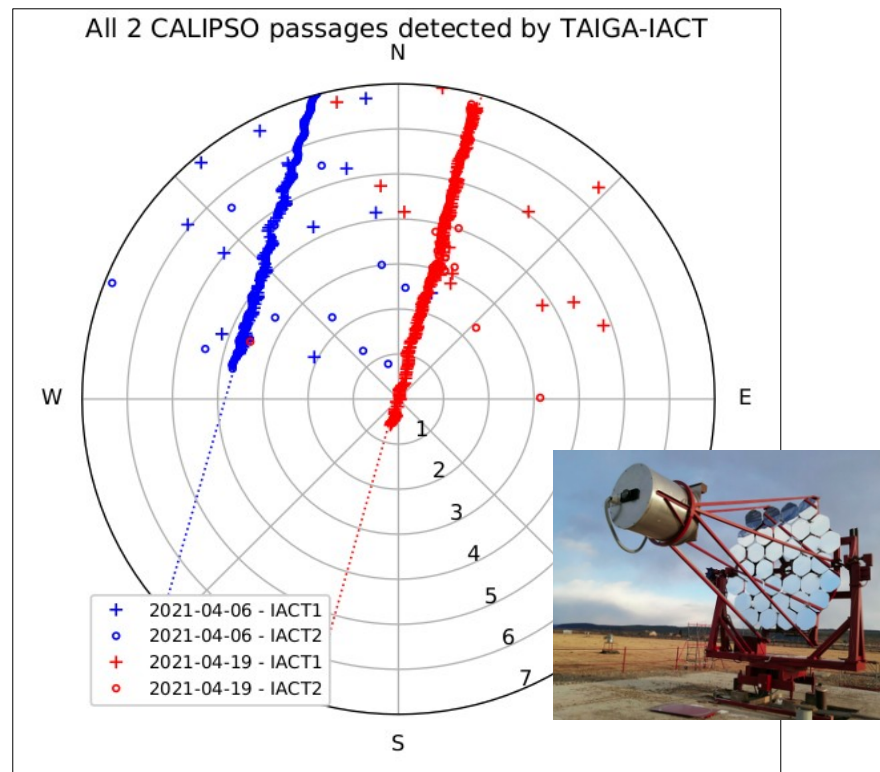 All 2 CALIPSO passages detected by TAIGA-IACT
N
W
E
1
2
3
4
5
6
7
2021-04-06 - IACT1
2021-04-06 - IACT2
2021-04-19 - IACT1
2021-04-19 - IACT2
S